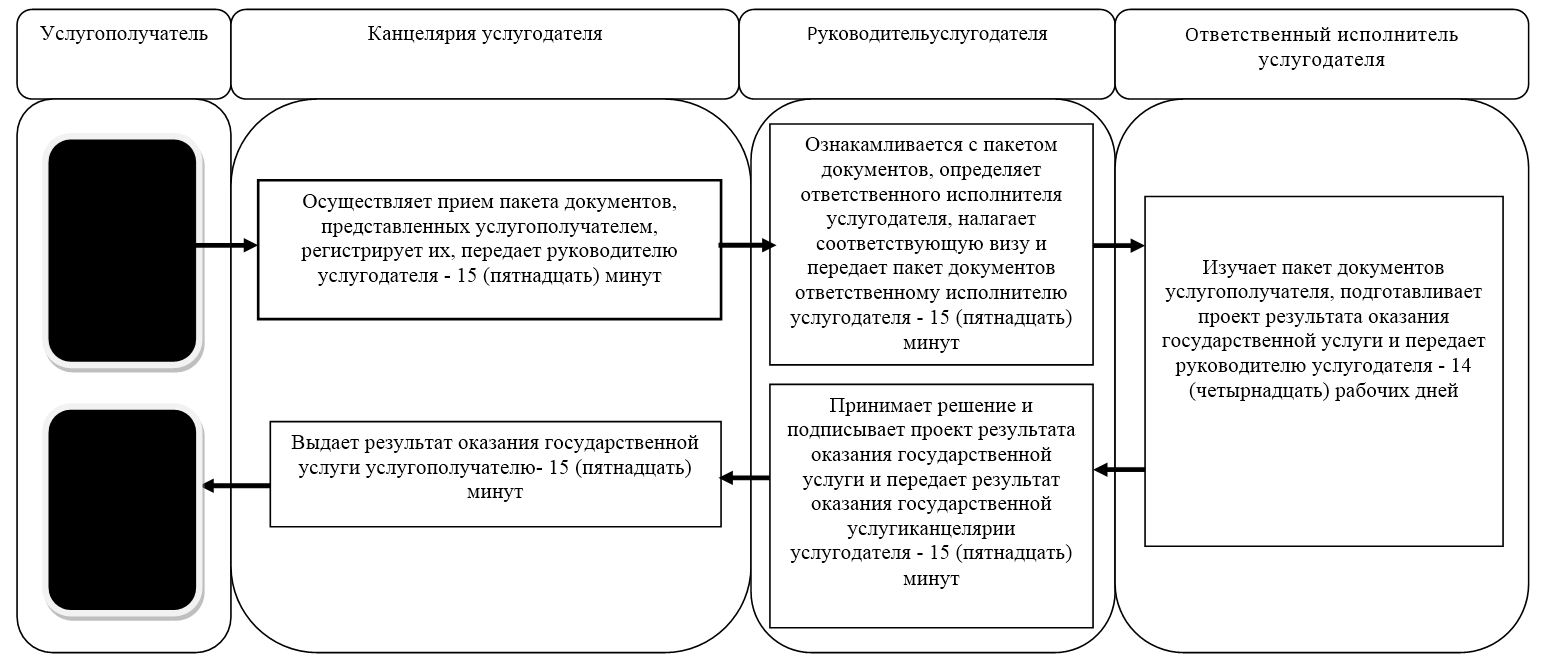 Услугополучатель
Канцелярия услугодателя
Руководительуслугодателя
Ответственный исполнитель
услугодателя
Осуществляет прием пакета документов,
представленных услугополучателем,
регистрирует их, передает руководителю
услугодателя - 15 (пятнадцать) минут
Ознакамливается с пакетом
документов, определяет
ответственного исполнителя
услугодателя, налагает
соответствующую визу и
передает пакет документов
ответственному исполнителю
услугодателя - 15 (пятнадцать)
минут
Изучает пакет документов
услугополучателя, подготавливает
проект результата оказания
государственной услуги и передает
руководителю услугодателя - 14
(четырнадцать) рабочих дней
Принимает решение и
подписывает проект результата
оказания государственной
услуги и передает результат
оказания государственной
услугиканцелярии
услугодателя - 15 (пятнадцать)
минут
Выдает результат оказания государственной
услуги услугополучателю- 15 (пятнадцать)
минут